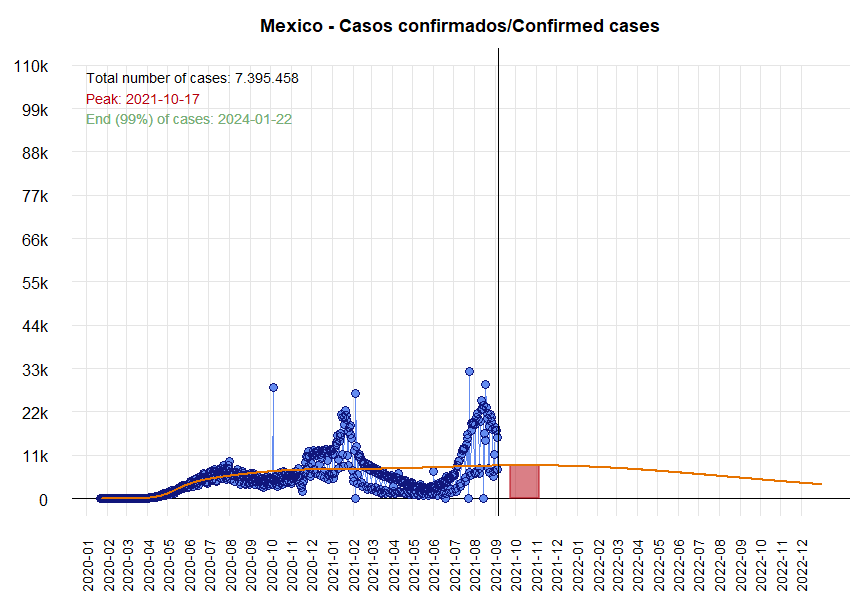 Mexico - Casos confirmados/Confirmed cases
110k
99k
88k
77k
66k
55k
44k
33k
22k
11k
0
Total number of cases: 7.395.458
Peak: 2021-10-17
End (99%) of cases: 2024-01-22
2020-01
2020-02
2020-03
2020-04
2020-05
2020-06
2020-07
2020-08
2020-09
2020-10
2020-11
2020-12
2021-01
2021-02
2021-03
2021-04
2021-05
2021-06
2021-07
2021-08
2021-09
2021-10
2021-11
2021-12
2022-01
2022-02
2022-03
2022-04
2022-05
2022-06
2022-07
2022-08
2022-09
2022-10
2022-11
2022-12